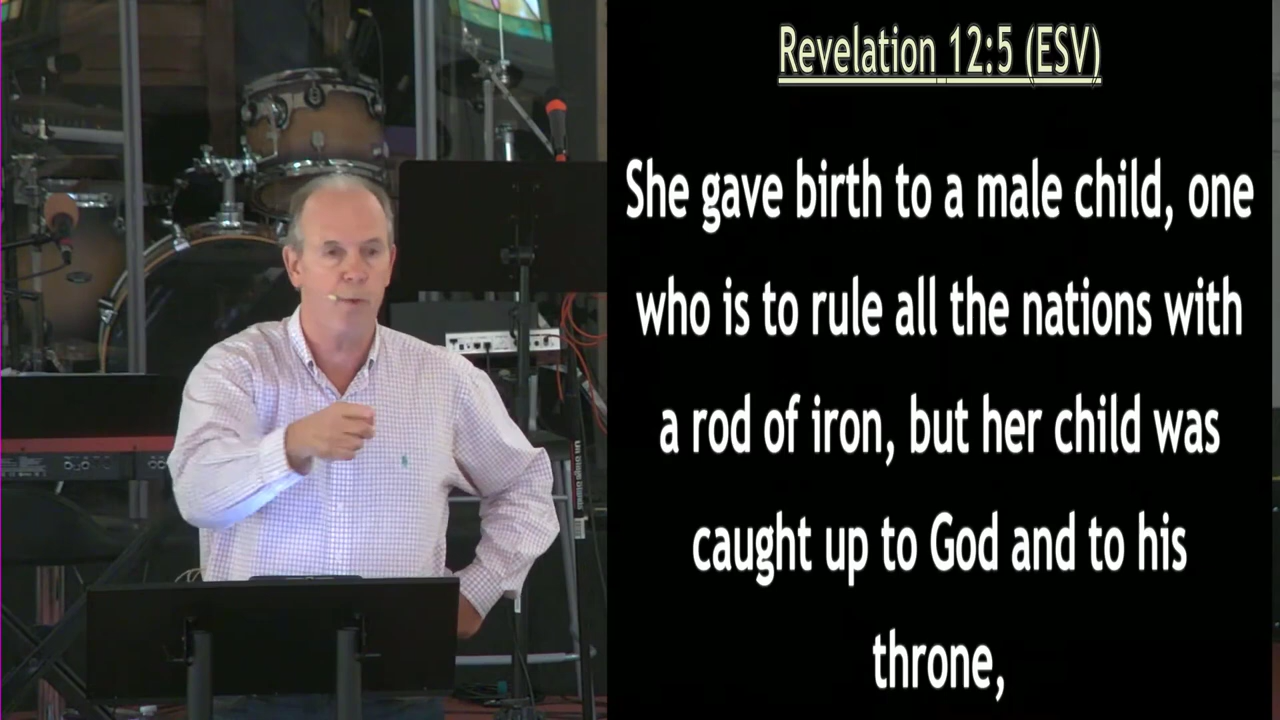 Revelation 12:5 (ESV)
She gave birth to a male child, one
who is to rule all the nations with
a rod of iron, but her child was
caught up to God and to his
throne,